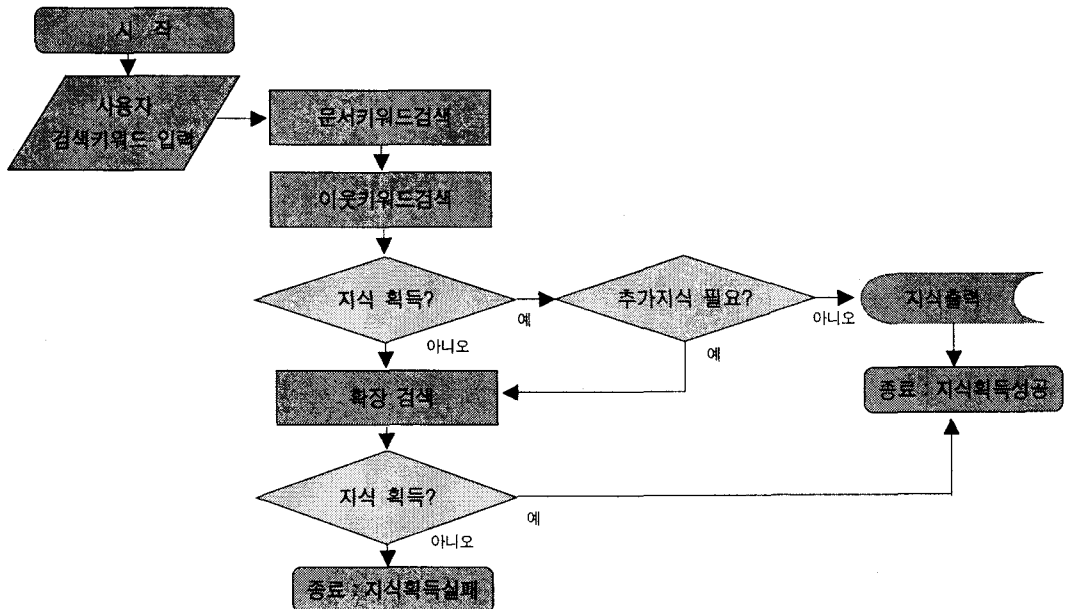 시 작
사용자
검색키워드 입력
문서키워드검색
이웃키워드검색
지식 획득?
예
아니오
추가지식 필요?
아니오
예
지식출력
종료 : 지식획득성공
확장 검색
지식 획득?
예
아니오
종료 : 지식획득실패